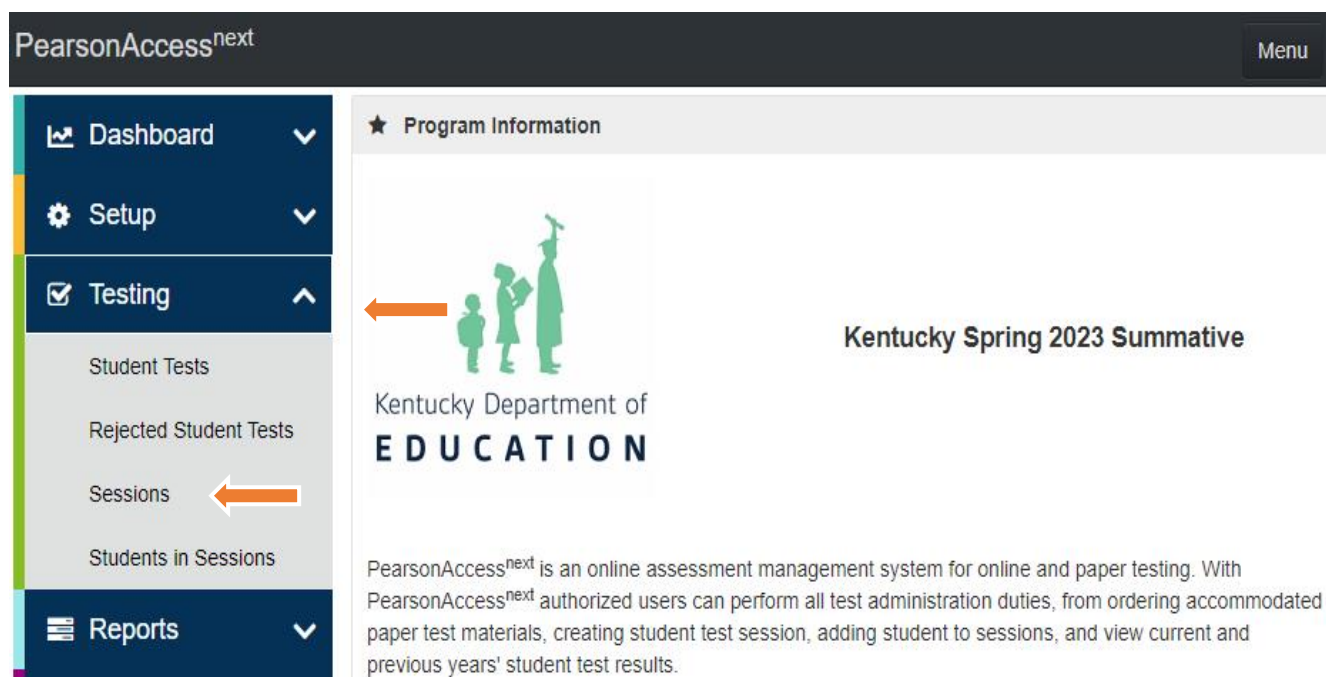 PearsonAccessnext
Menu
Dashboard
Setup
Testing
Student Tests
Rejected Student Tests
Sessions
Students in Sessions
Reports
Program Information
Kentucky Department of
EDUCATION
Kentucky Spring 2023 Summative
PearsonAccessnext is an online assessment management system for online and paper testing. With
PearsonAccessnext authorized users can perform all test administration duties, from ordering accommodated
paper test materials, creating student test session, adding student to sessions, and view current and
previous years' student test results.